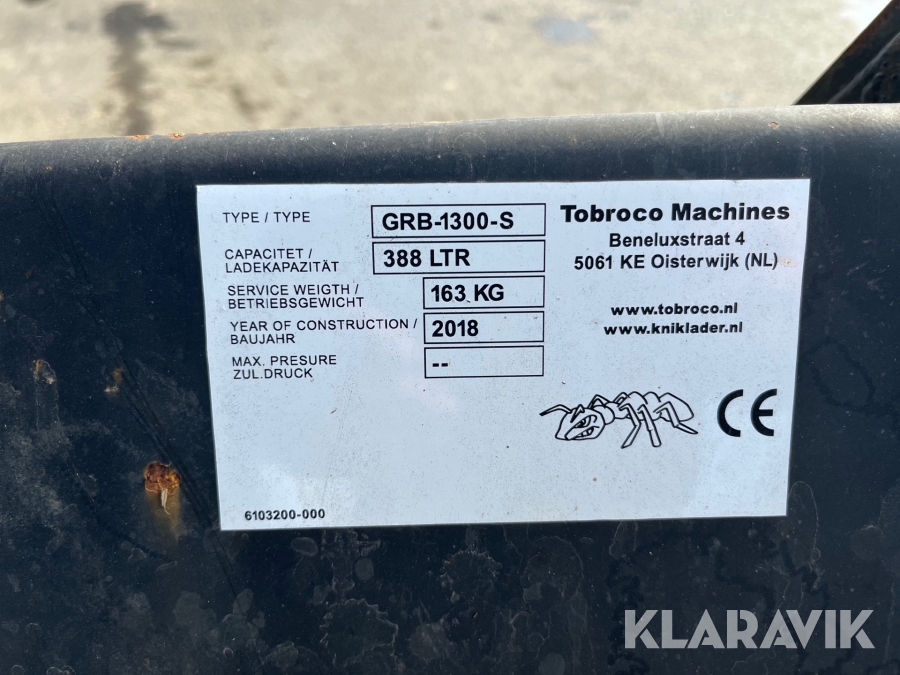 TYPE / TYPE GRB-1300-S
CAPACITET / LADEKAPAZITÄT 388 LTR
SERVICE WEIGTH / BETRIEBSGEWICHT 163 KG
YEAR OF CONSTRUCTION / BAUJAHR 2018
MAX. PRESURE ZUL.DRUCK --
6103200-000
Tobroco Machines
Beneluxstraat 4
5061 KE Oisterwijk (NL)
www.tobroco.nl
www.kniklader.nl
CE
KLARAVIK